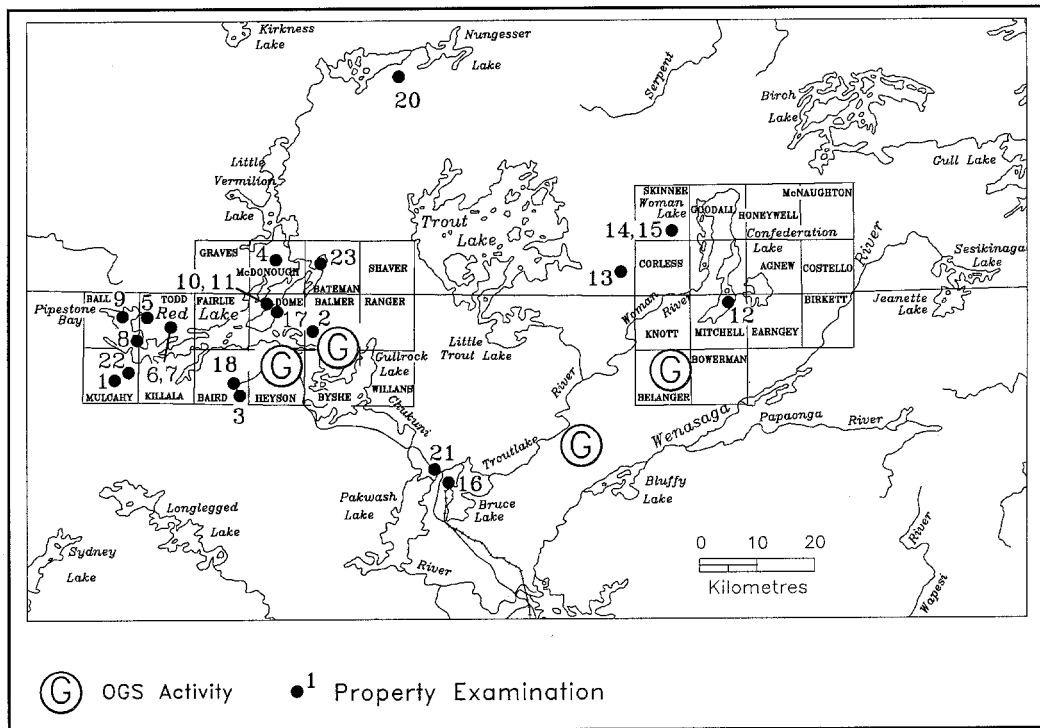 Kirkness
Lake
Nungesser
Lake
20
Serpent
Birch
Lake
Gull Lake
Little
Vermilion
Lake
Trout
Lake
SKINNER
Woman
Lake
GOODALL
McNAUGHTON
HONEYWELL
14, 15
Confederation
Lake
River
GRAVES
4
McDONOUGH
23
BATEMAN
SHAVER
13
CORLESS
AGNEW
COSTELLO
Sesikinaga
Lake
10, 11
BALL
9
5
TODD
Red
FAIRLIE
Lake
DOME
BALMER
RANGER
Woman
River
12
BIRKETT
Jeannette
Lake
Pipestone
Bay
17
2
8
KNOTT
MITCHELL
EARNGEY
Little
Trout Lake
G
Gullrock
Lake
22
1
6, 7
18
G
WILLANS
BOWERMAN
G
MULCAHY
KILLALA
BAIRD
3
HEYSON
BYSHE
BELANGER
River
Chukuni
Wenasaga
Papaonga
River
G
21
Troutlake
16
Pakwash
Lake
Bruce
Lake
Bluffy
Lake
Longlegged
Lake
Sydney
Lake
River
River
Wapesi
0 10 20
Kilometres
G OGS Activity
1 Property Examination